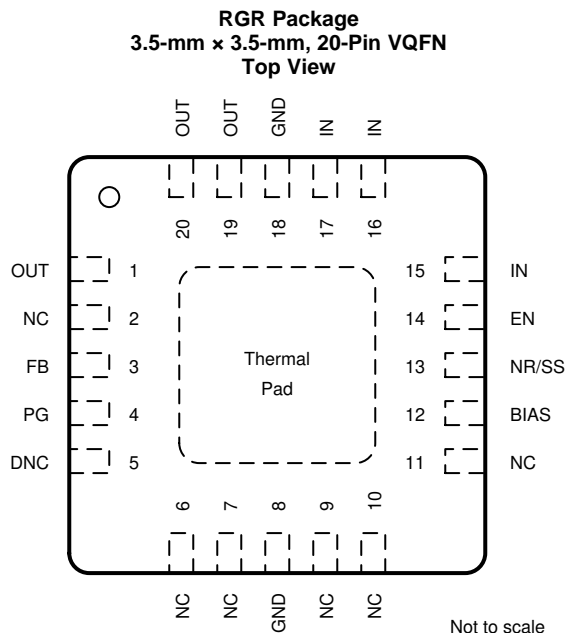 RGR Package
3.5-mm × 3.5-mm, 20-Pin VQFN
Top View
OUT
OUT
GND
IN
IN
20
19
18
17
16
OUT
1
15
IN
NC
2
14
EN
FB
3
Thermal
Pad
13
NR/SS
PG
4
12
BIAS
DNC
5
11
NC
6
7
8
9
10
NC
NC
GND
NC
NC
Not to scale